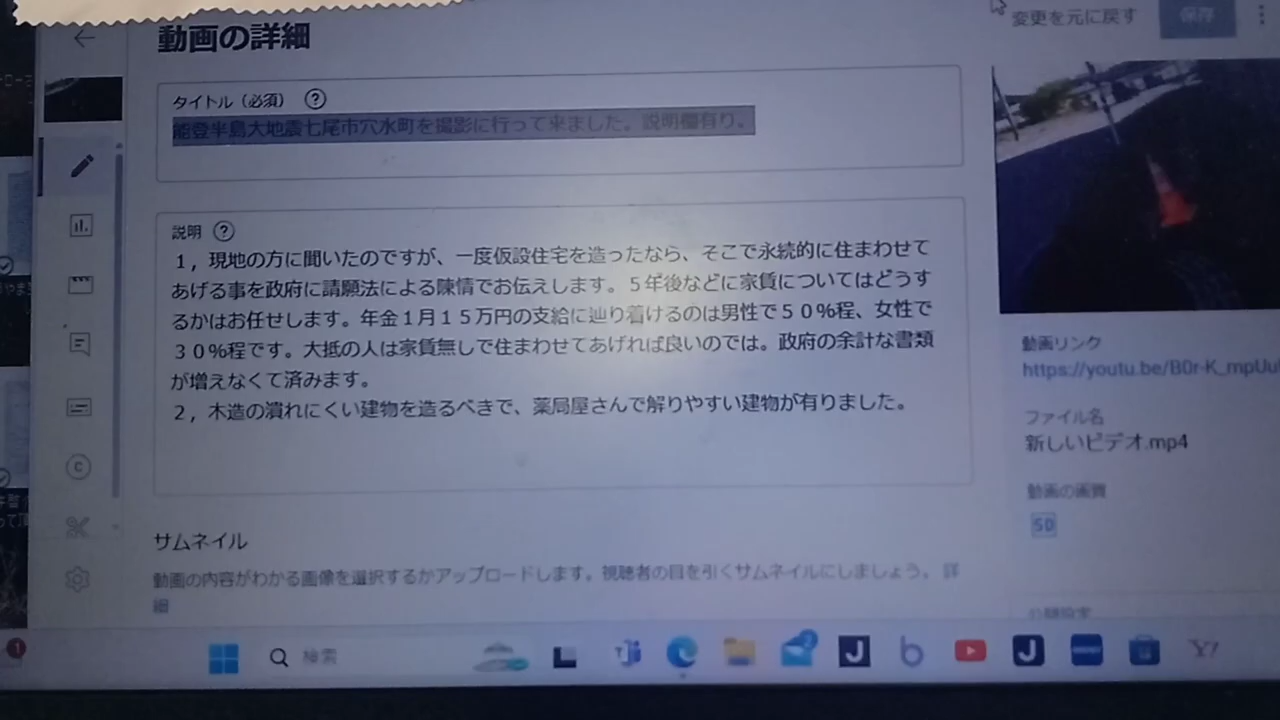 変更を元に戻す
保存
動画の詳細
タイトル（必須）
能登半島大地震七尾市穴水町を撮影に行って来ました。説明欄有り。
説明
１，現地の方に聞いたのですが、一度仮設住宅を造ったなら、そこで永続的に住まわせて
あげる事を政府に請願法による陳情でお伝えします。５年後などに家賃についてはどうす
るかはお任せします。年金１月１５万円の支給に辿り着けるのは男性で５０％程、女性で
３０％程です。大抵の人は家賃無しで住まわせてあげれば良いのでは。政府の余計な書類
が増えなくて済みます。
２，木造の潰れにくい建物を造るべきで、薬局屋さんで解りやすい建物が有りました。
動画リンク
https://youtu.be/B0r-K_mpUu
ファイル名
新しいビデオ.mp4
動画の画質
SD
サムネイル
動画の内容がわかる画像を選択するかアップロードします。視聴者の目を引くサムネイルにしましょう。詳
細
公開設定
検索